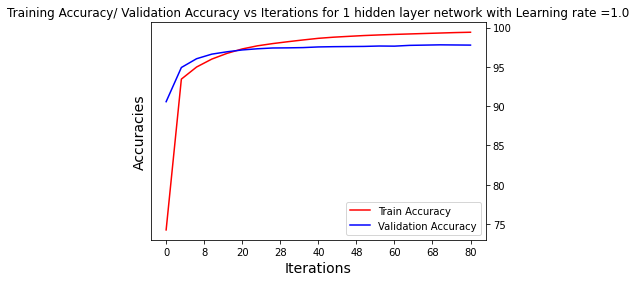 Training Accuracy/ Validation Accuracy vs Iterations for 1 hidden layer network with Learning rate =1.0
100
95
90
85
80
75
Accuracies
Train Accuracy
Validation Accuracy
0 8 20 28 40 48 60 68 80
Iterations